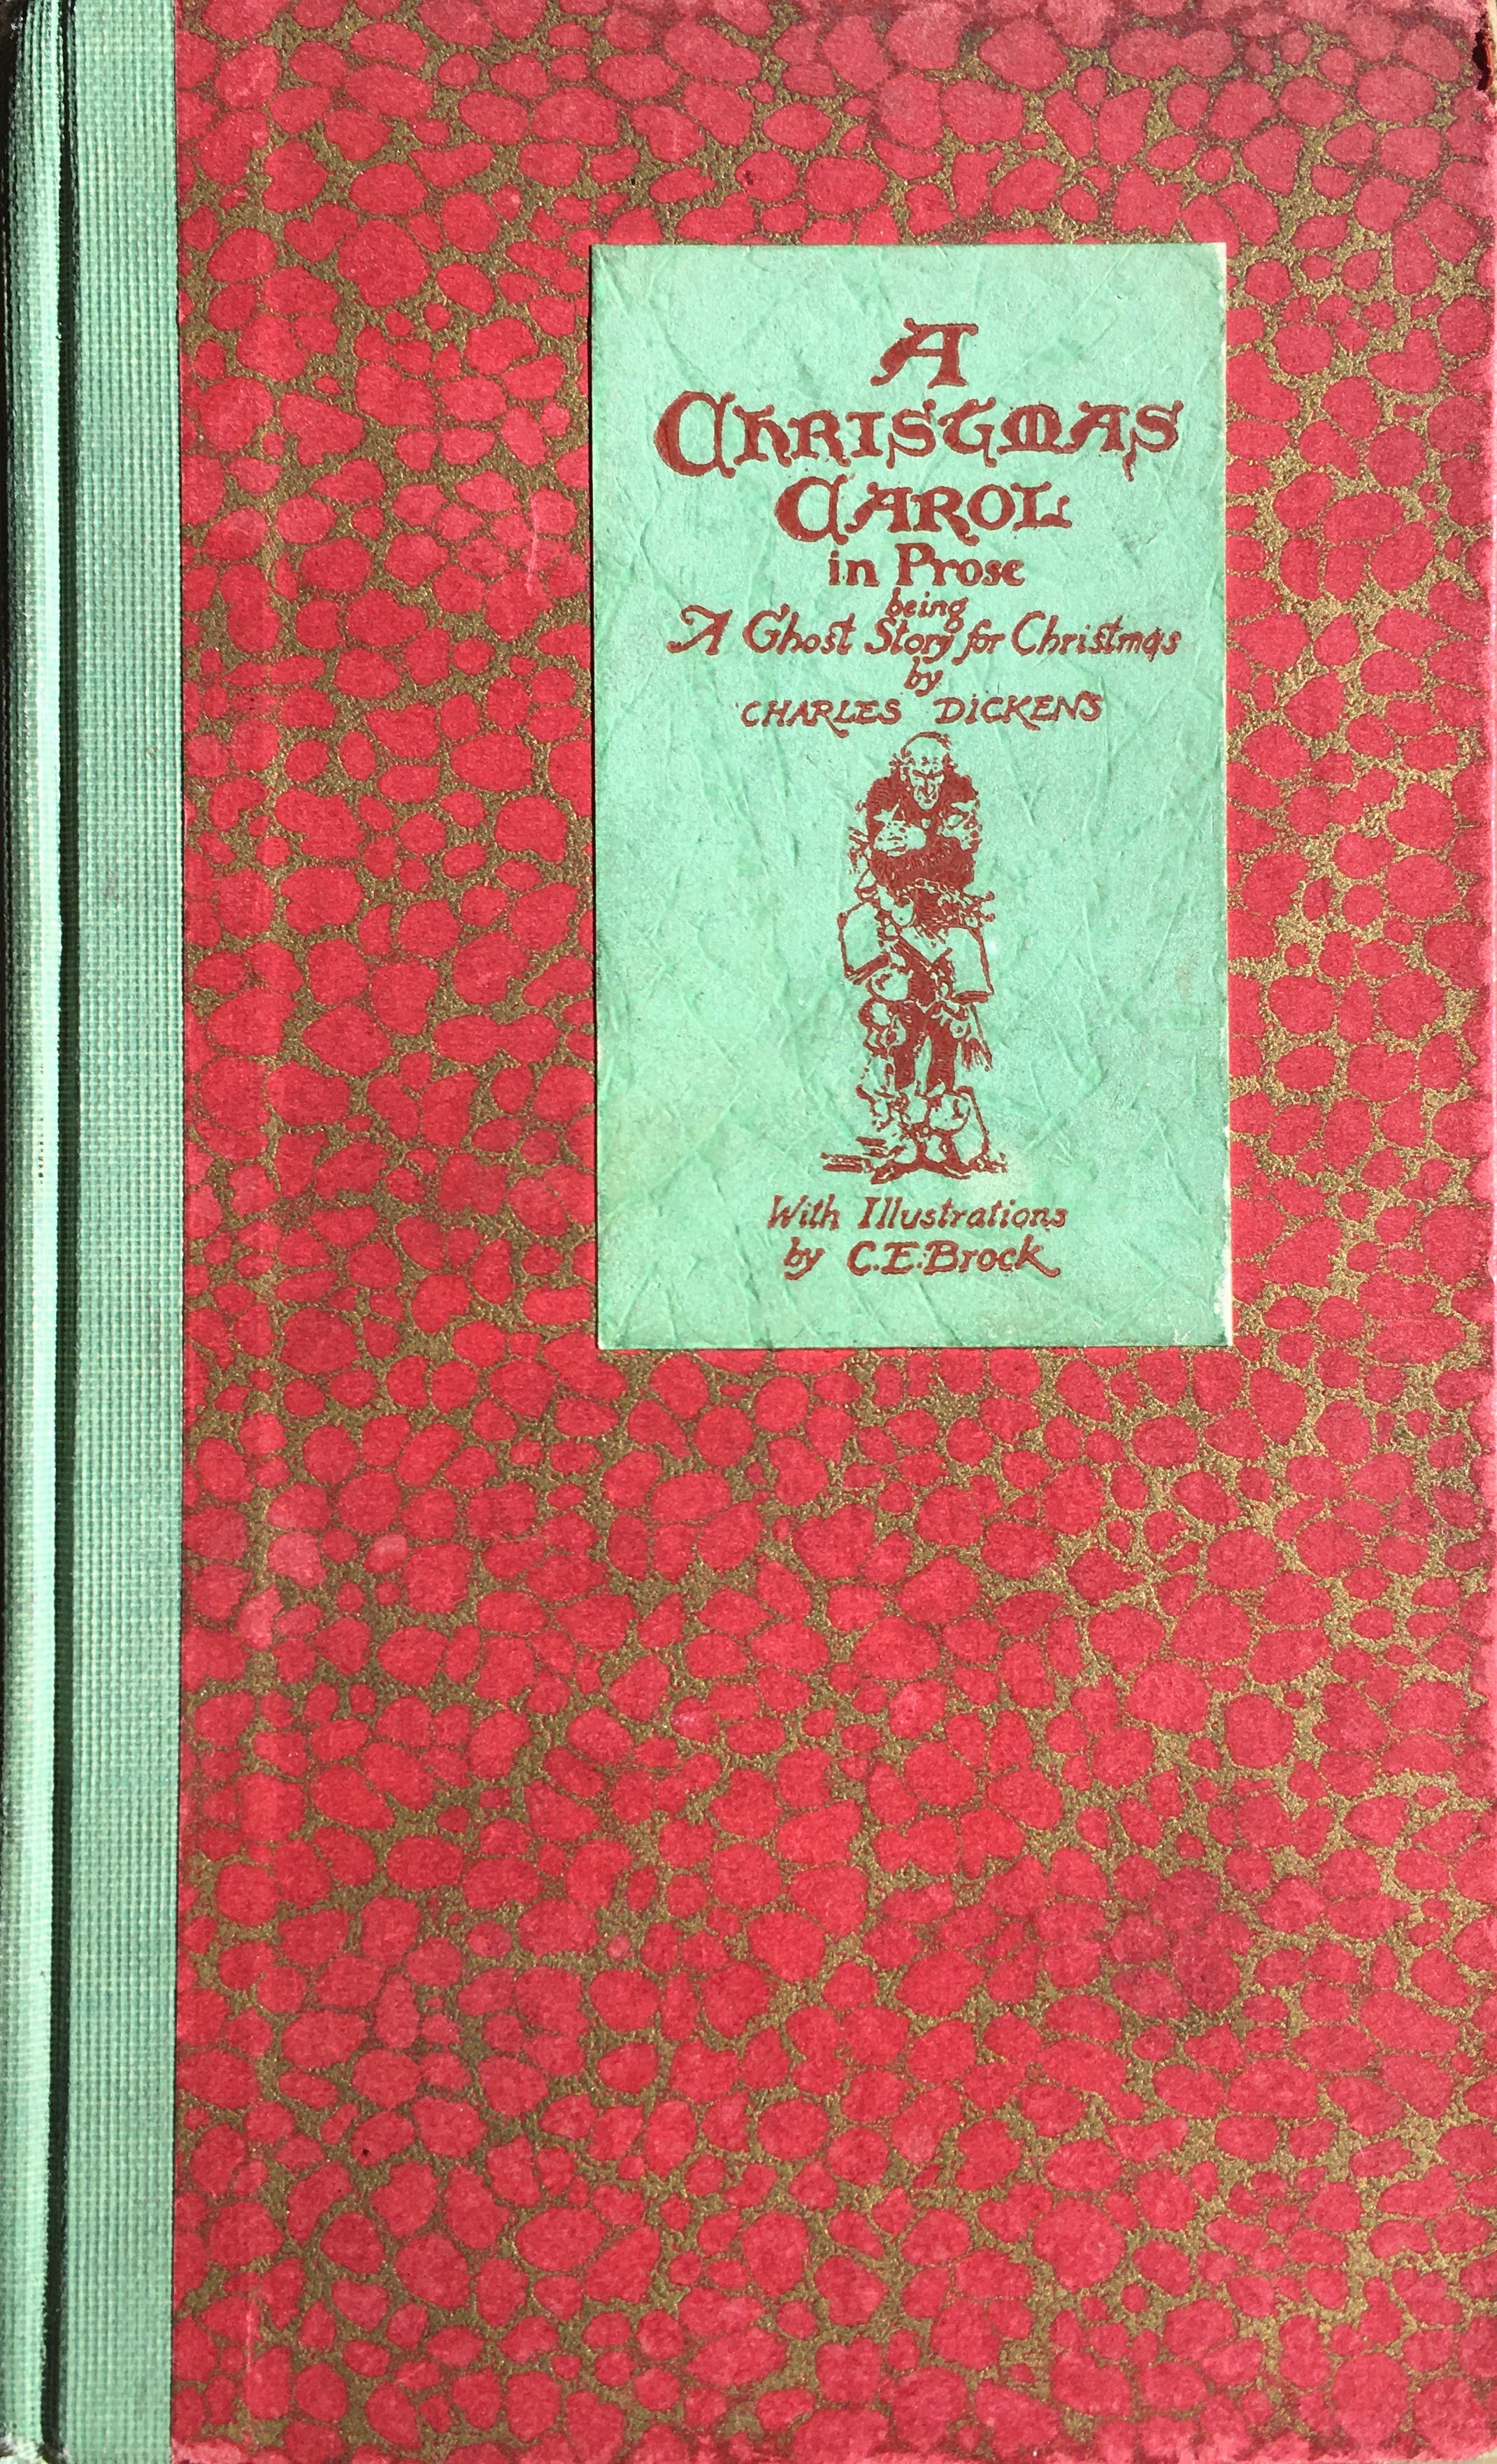 A
CHRISTMAS
CAROL
in Prose
being
A Ghost Story for Christmas
by
CHARLES DICKENS
With Illustrations
by C.E. Brock